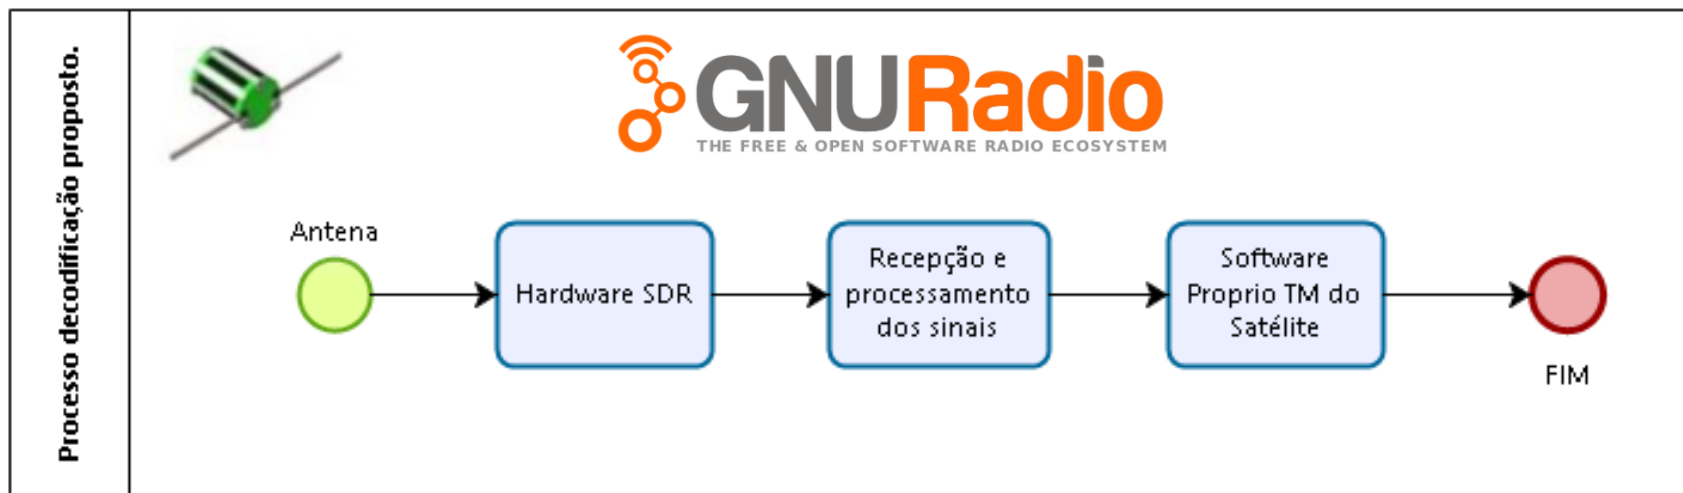 Processo decodificação proposto.
GNURadio
THE FREE & OPEN SOFTWARE RADIO ECOSYSTEM
Antena
Hardware SDR
Recepção e
processamento
dos sinais
Software
Proprio TM do
Satélite
FIM